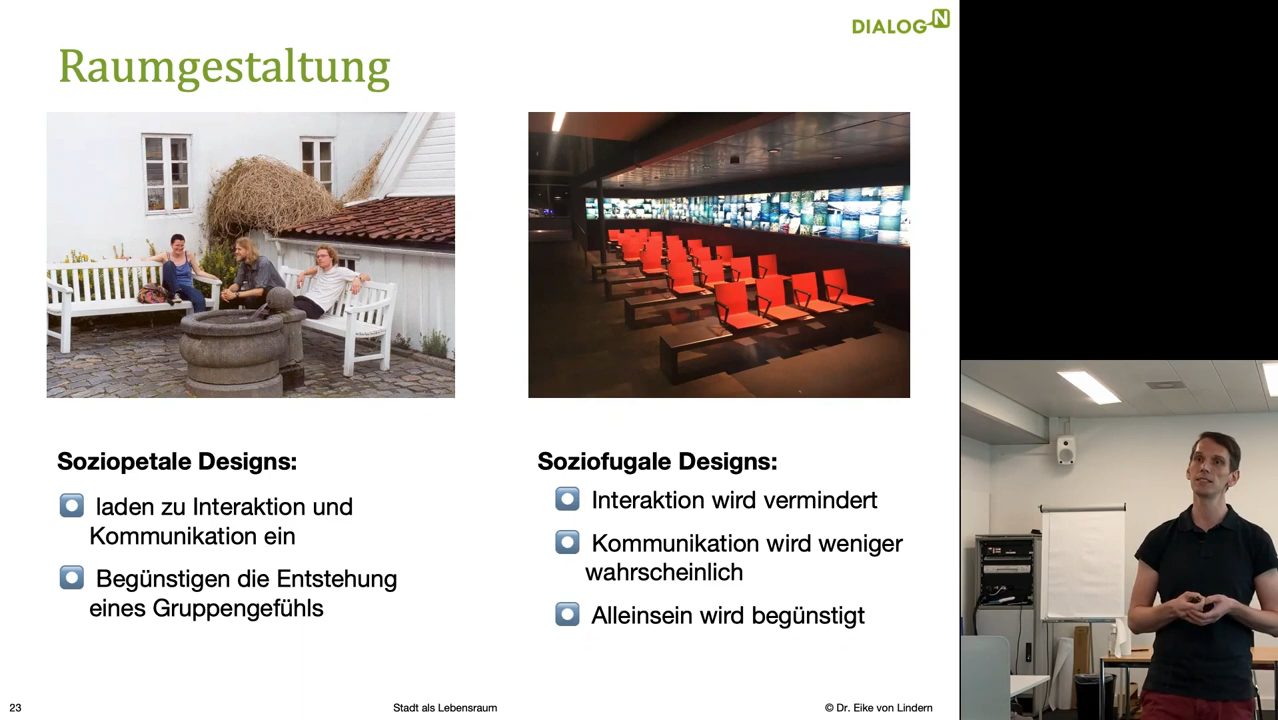 DIALOG N
Raumgestaltung
Soziopetale Designs:
laden zu Interaktion und
Kommunikation ein
Begünstigen die Entstehung
eines Gruppengefühls
Soziofugale Designs:
Interaktion wird vermindert
Kommunikation wird weniger
wahrscheinlich
Alleinsein wird begünstigt
23
Stadt als Lebensraum
© Dr. Eike von Lindern